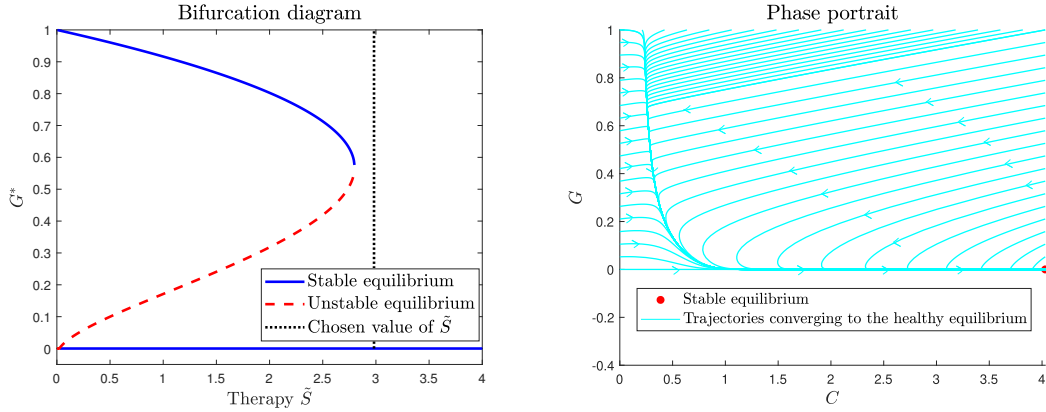 Bifurcation diagram
1
0.9
0.8
0.7
0.6
0.5
0.4
0.3
0.2
0.1
0
G*
Stable equilibrium
Unstable equilibrium
Chosen value of S̃
0 0.5 1 1.5 2 2.5 3 3.5 4
Therapy S̃
Phase portrait
1
0.8
0.6
0.4
0.2
0
-0.2
-0.4
G
Stable equilibrium
Trajectories converging to the healthy equilibrium
0 0.5 1 1.5 2 2.5 3 3.5 4
C